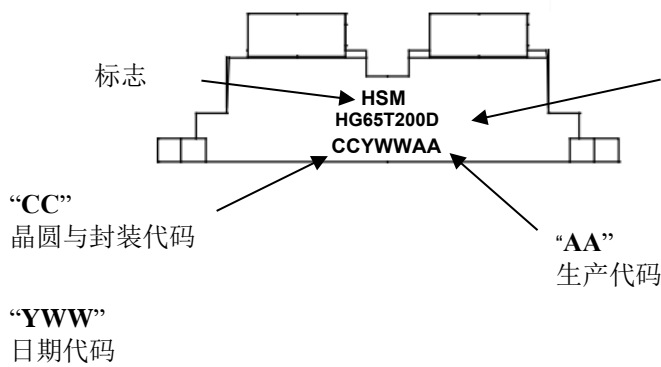 标志
HSM
HG65T200D
CCYWWAA
“CC”
晶圆与封装代码
“AA”
生产代码
“YWW”
日期代码